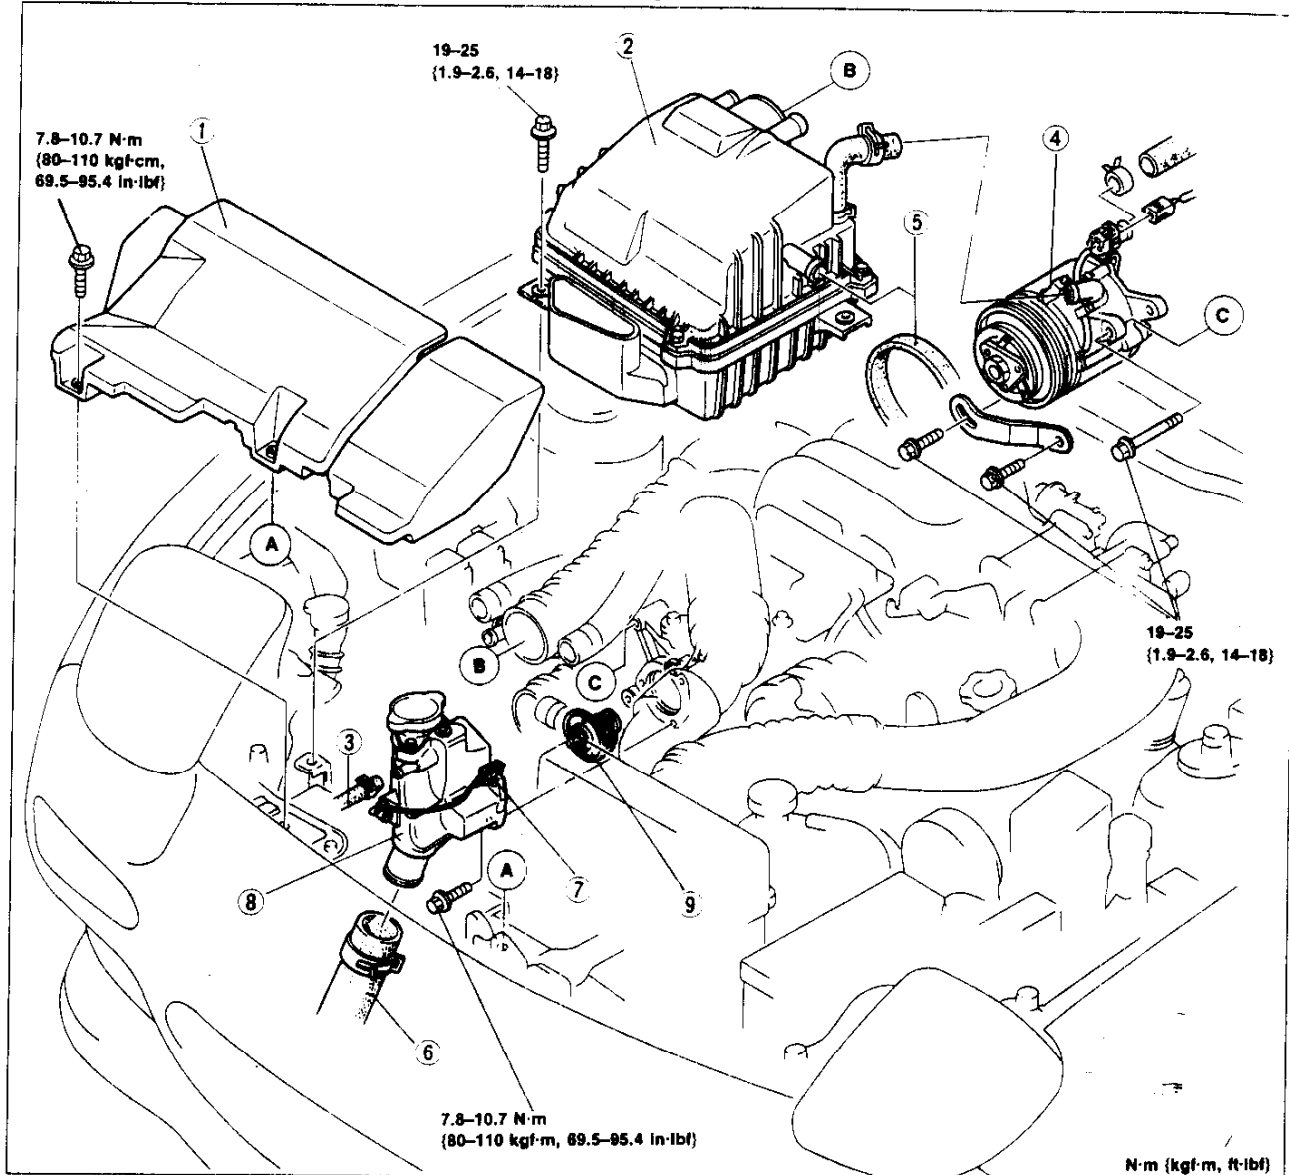 19–25
{1.9–2.6, 14–18}
2
B
7.8–10.7 N·m
{80–110 kgf·cm,
69.5–95.4 in·lbf}
1
4
5
C
A
B
C
19–25
{1.9–2.6, 14–18}
3
A
7
8
9
6
7.8–10.7 N·m
{80–110 kgf·m, 69.5–95.4 in·lbf}
N·m {kgf·m, ft·lbf}